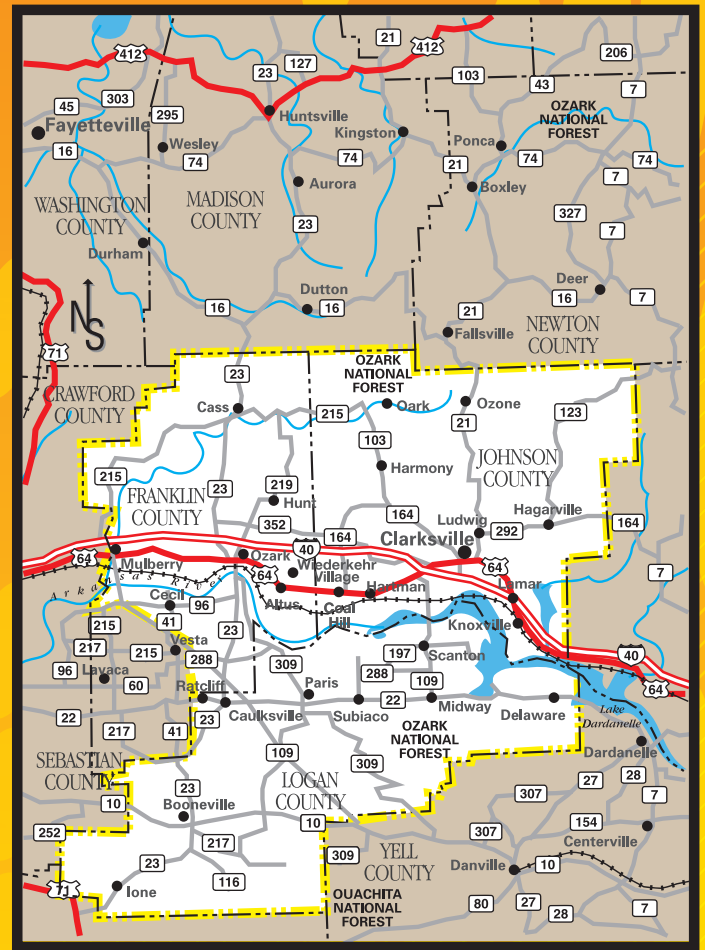 21
412
412
206
23
127
103
43
7
45
303
295
OZARK
NATIONAL
FOREST
Huntsville
Fayetteville
Kingston
Ponca
Wesley
16
74
74
21
74
74
7
Aurora
Boxley
WASHINGTON
COUNTY
MADISON
COUNTY
23
327
7
Durham
Deer
Dutton
16
16
16
7
N
S
21
Fallsville
NEWTON
COUNTY
71
OZARK
NATIONAL
FOREST
CRAWFORD
COUNTY
23
Cass
215
Oark
Ozone
21
123
103
Harmony
JOHNSON
COUNTY
215
219
23
Hunt
FRANKLIN
COUNTY
164
Hagarville
352
164
Ludwig
292
164
Clarksville
40
64
Mulberry
Ozark
Wiederkehr
Village
64
64
7
Arkansas River
Altus
Coal
Hill
Hartman
Lamar
Cecil
96
215
41
23
Knoxville
217
215
Vesta
288
197
Scanton
40
96
Lavaca
309
288
109
64
60
Ratcliff
Paris
22
Midway
Delaware
Caulksville
Subiaco
Lake
Dardanelle
22
217
41
23
OZARK
NATIONAL
FOREST
Dardanelle
SEBASTIAN
COUNTY
109
309
28
23
LOGAN
COUNTY
27
10
Booneville
307
7
10
154
252
217
307
Centerville
23
309
YELL
COUNTY
116
Danville
10
71
Ione
OUACHITA
NATIONAL
FOREST
80
27
28
7